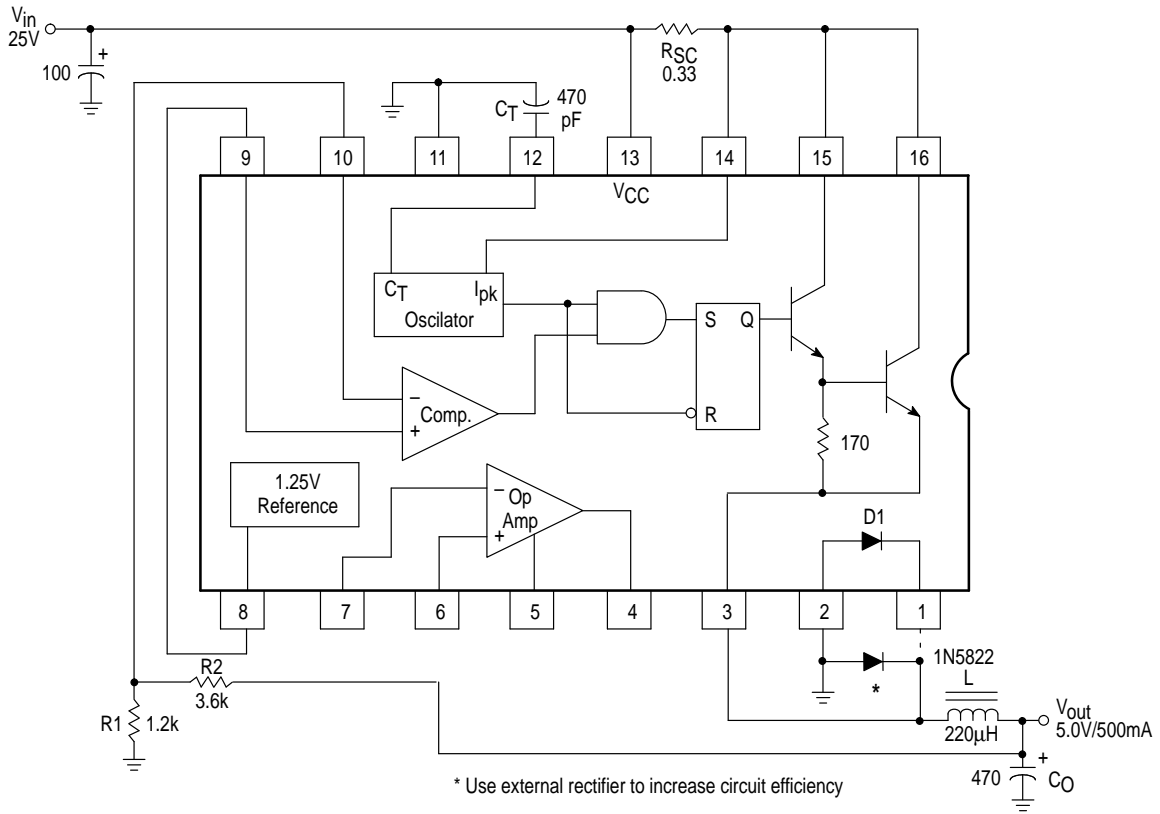 Vin
25V
100
+
RSC
0.33
CT
470
pF
+
9
10
11
12
13
14
15
16
VCC
CT
Ipk
Oscilator
S
Q
R
–
Comp.
+
170
1.25V
Reference
–
Op
Amp
+
D1
8
7
6
5
4
3
2
1
R2
3.6k
R1
1.2k
*
1N5822
L
220µH
Vout
5.0V/500mA
+
470
CO
* Use external rectifier to increase circuit efficiency